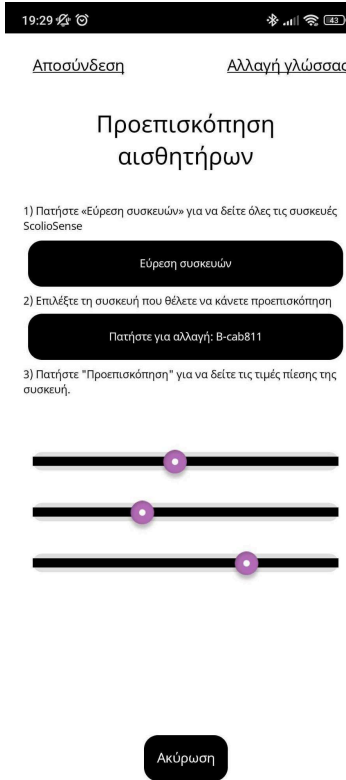 19:29
43
Αποσύνδεση
Αλλαγή γλώσσας
Προεπισκόπηση
αισθητήρων
1) Πατήστε «Εύρεση συσκευών» για να δείτε όλες τις συσκευές
ScolioSense
Εύρεση συσκευών
2) Επιλέξτε τη συσκευή που θέλετε να κάνετε προεπισκόπηση
Πατήστε για αλλαγή: B-cab811
3) Πατήστε "Προεπισκόπηση" για να δείτε τις τιμές πίεσης της
συσκευή.
Ακύρωση